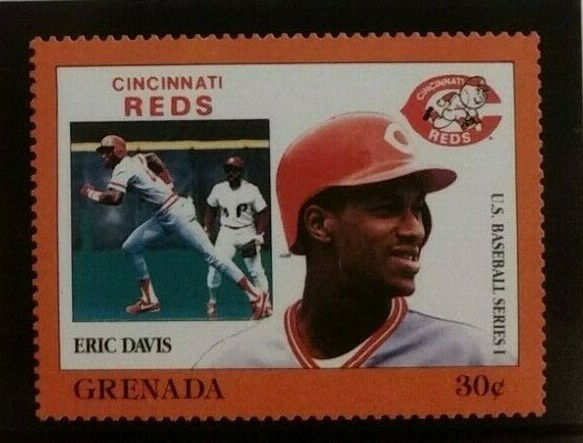 CINCINNATI
REDS
CINCINNATI
REDS
C
P
U.S. BASEBALL SERIES I
ERIC DAVIS
GRENADA 30¢